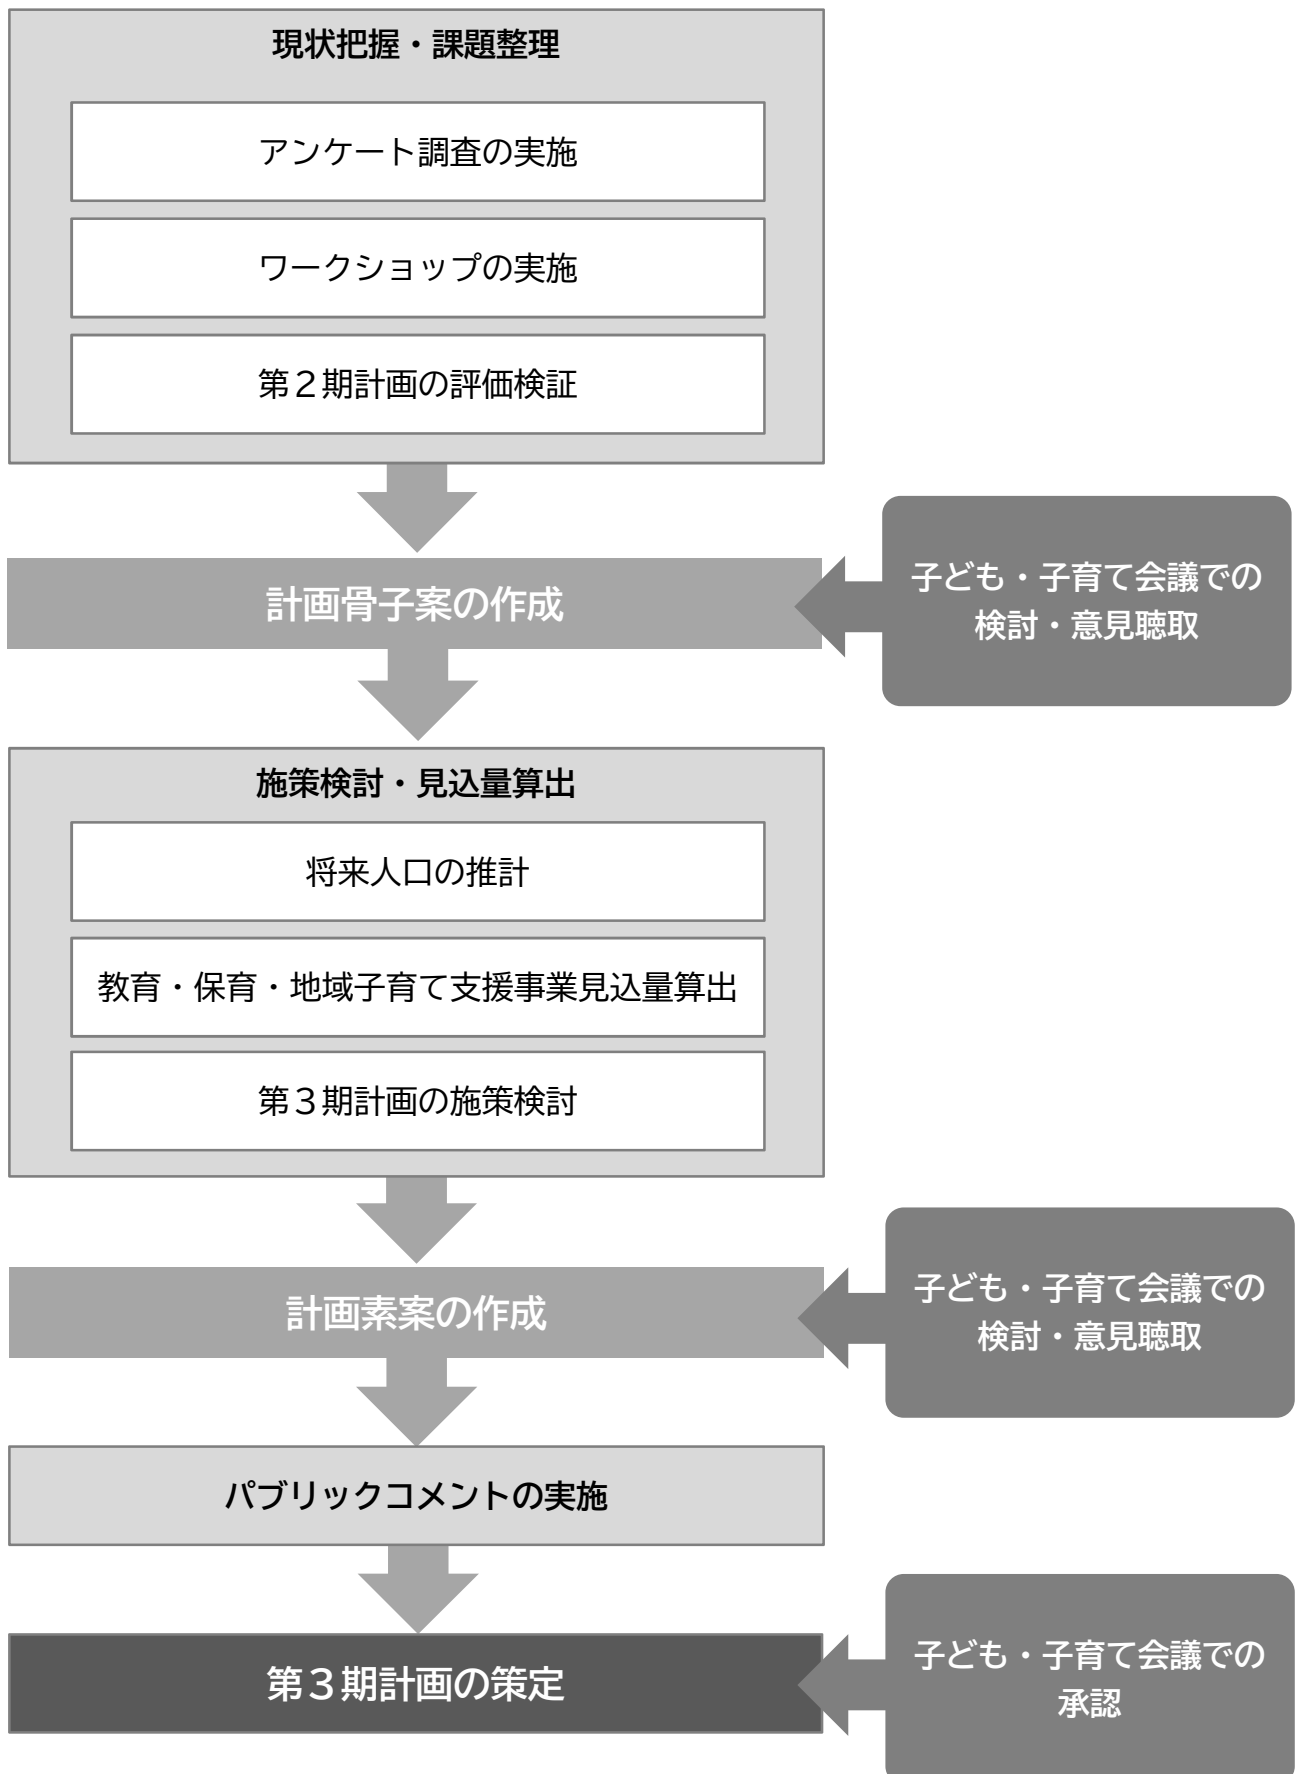 現状把握・課題整理
アンケート調査の実施
ワークショップの実施
第２期計画の評価検証
計画骨子案の作成
子ども・子育て会議での
検討・意見聴取
施策検討・見込量算出
将来人口の推計
教育・保育・地域子育て支援事業見込量算出
第３期計画の施策検討
計画素案の作成
子ども・子育て会議での
検討・意見聴取
パブリックコメントの実施
第３期計画の策定
子ども・子育て会議での
承認